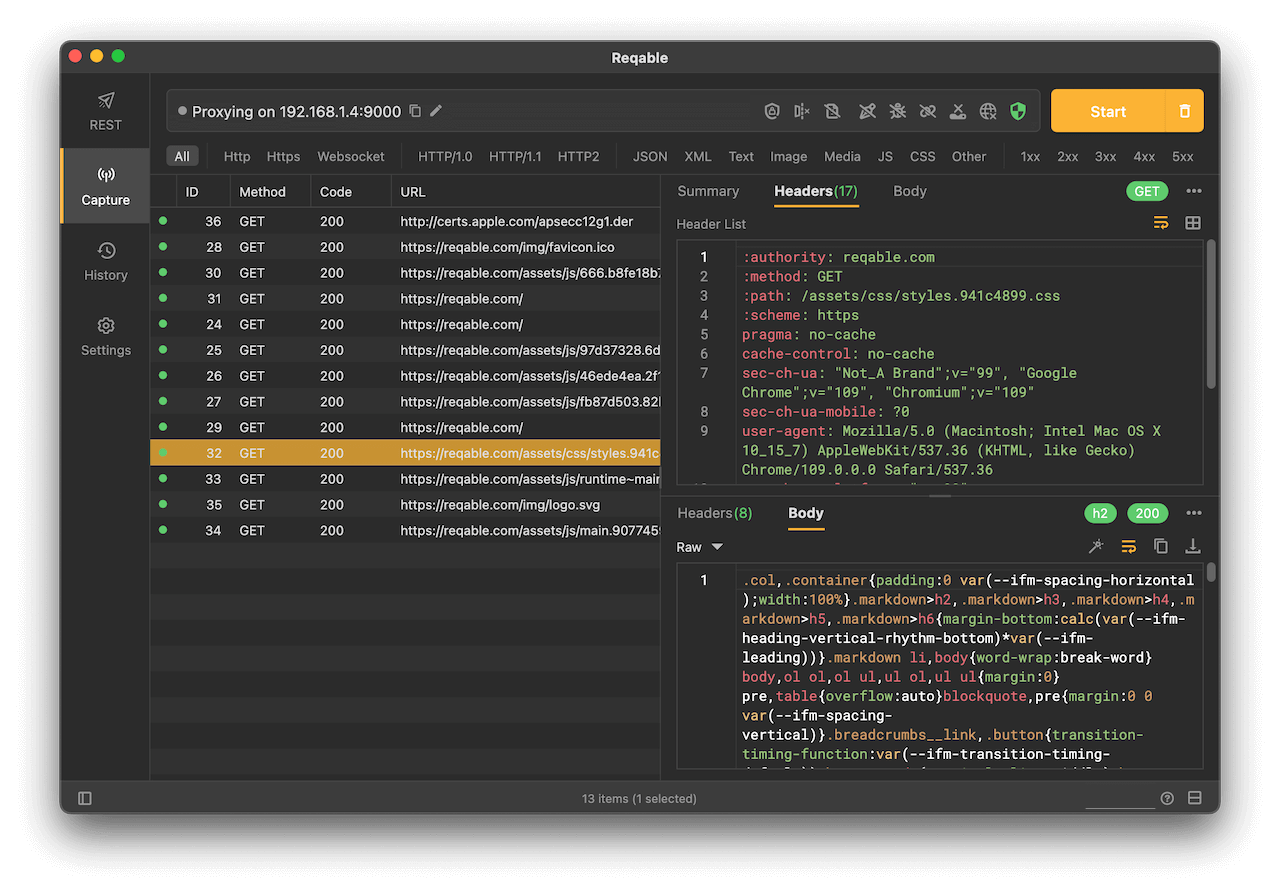 Reqable
REST
Capture
History
Settings
Proxying on 192.168.1.4:9000
Start
All Http Https Websocket HTTP/1.0 HTTP/1.1 HTTP2 JSON XML Text Image Media JS CSS Other 1xx 2xx 3xx 4xx 5xx
ID Method Code URL
36 GET 200 http://certs.apple.com/apsecc12g1.der
28 GET 200 https://reqable.com/img/favicon.ico
30 GET 200 https://reqable.com/assets/js/666.b8fe18b7
31 GET 200 https://reqable.com/
24 GET 200 https://reqable.com/
25 GET 200 https://reqable.com/assets/js/97d37328.6d
26 GET 200 https://reqable.com/assets/js/46ede4ea.2f
27 GET 200 https://reqable.com/assets/js/fb87d503.82
29 GET 200 https://reqable.com/
32 GET 200 https://reqable.com/assets/css/styles.941c
33 GET 200 https://reqable.com/assets/js/runtime~main
35 GET 200 https://reqable.com/img/logo.svg
34 GET 200 https://reqable.com/assets/js/main.9077459
Summary Headers(17) Body GET
Header List
1 :authority: reqable.com
2 :method: GET
3 :path: /assets/css/styles.941c4899.css
4 :scheme: https
5 pragma: no-cache
6 cache-control: no-cache
7 sec-ch-ua: "Not_A Brand";v="99", "Google
Chrome";v="109", "Chromium";v="109"
8 sec-ch-ua-mobile: ?0
9 user-agent: Mozilla/5.0 (Macintosh; Intel Mac OS X
10_15_7) AppleWebKit/537.36 (KHTML, like Gecko)
Chrome/109.0.0.0 Safari/537.36
Headers(8) Body h2 200
Raw
1 .col,.container{padding:0 var(--ifm-spacing-horizontal
);width:100%}.markdown>h2,.markdown>h3,.markdown>h4,.m
arkdown>h5,.markdown>h6{margin-bottom:calc(var(--ifm-
heading-vertical-rhythm-bottom)*var(--ifm-
leading))}.markdown li,body{word-wrap:break-word}
body,ol ol,ol ul,ul ol,ul ul{margin:0}
pre,table{overflow:auto}blockquote,pre{margin:0 0
var(--ifm-spacing-
vertical)}.breadcrumbs__link,.button{transition-
timing-function:var(--ifm-transition-timing-
13 items (1 selected)